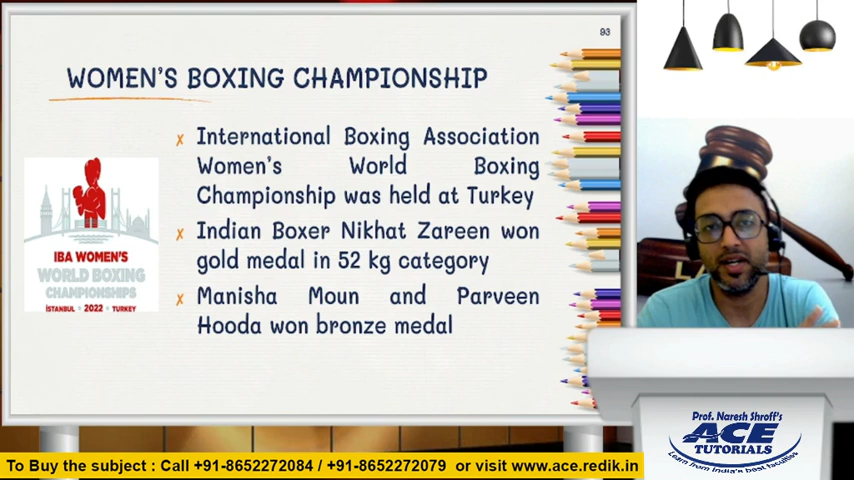 93
WOMEN'S BOXING CHAMPIONSHIP
International Boxing Association
Women's World Boxing
Championship was held at Turkey
Indian Boxer Nikhat Zareen won
gold medal in 52 kg category
Manisha Moun and Parveen
Hooda won bronze medal
IBA WOMEN'S
WORLD BOXING
CHAMPIONSHIPS
İSTANBUL • 2022 • TURKEY
LA
Prof. Naresh Shroff's
ACE
TUTORIALS
Learn from India's best faculties
To Buy the subject : Call +91-8652272084 / +91-8652272079 or visit www.ace.redik.in